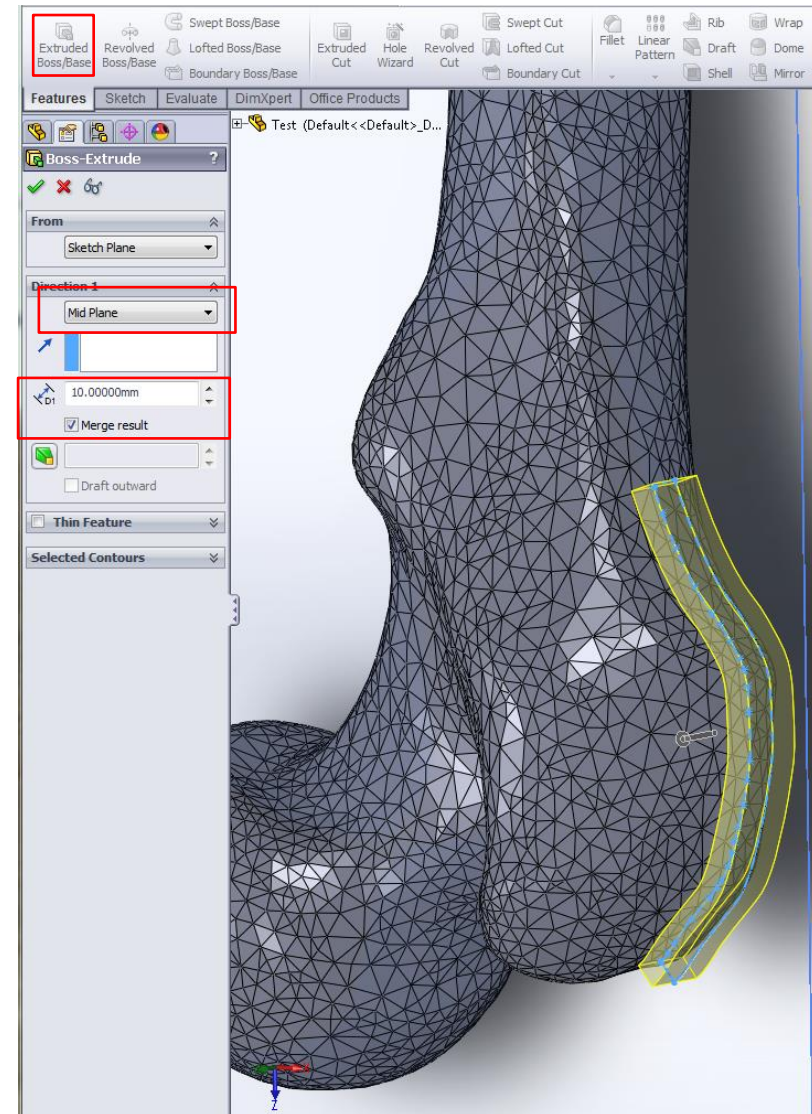 Extruded Boss/Base
Revolved Boss/Base
Swept Boss/Base
Lofted Boss/Base
Boundary Boss/Base
Extruded Cut
Hole Wizard
Revolved Cut
Swept Cut
Lofted Cut
Boundary Cut
Fillet
Linear Pattern
Rib
Draft
Shell
Wrap
Dome
Mirror
Features
Sketch
Evaluate
DimXpert
Office Products
Test (Default<<Default>_D...
Boss-Extrude
?
From
Sketch Plane
Direction 1
Mid Plane
D1
10.00000mm
Merge result
Draft outward
Thin Feature
Selected Contours
Z